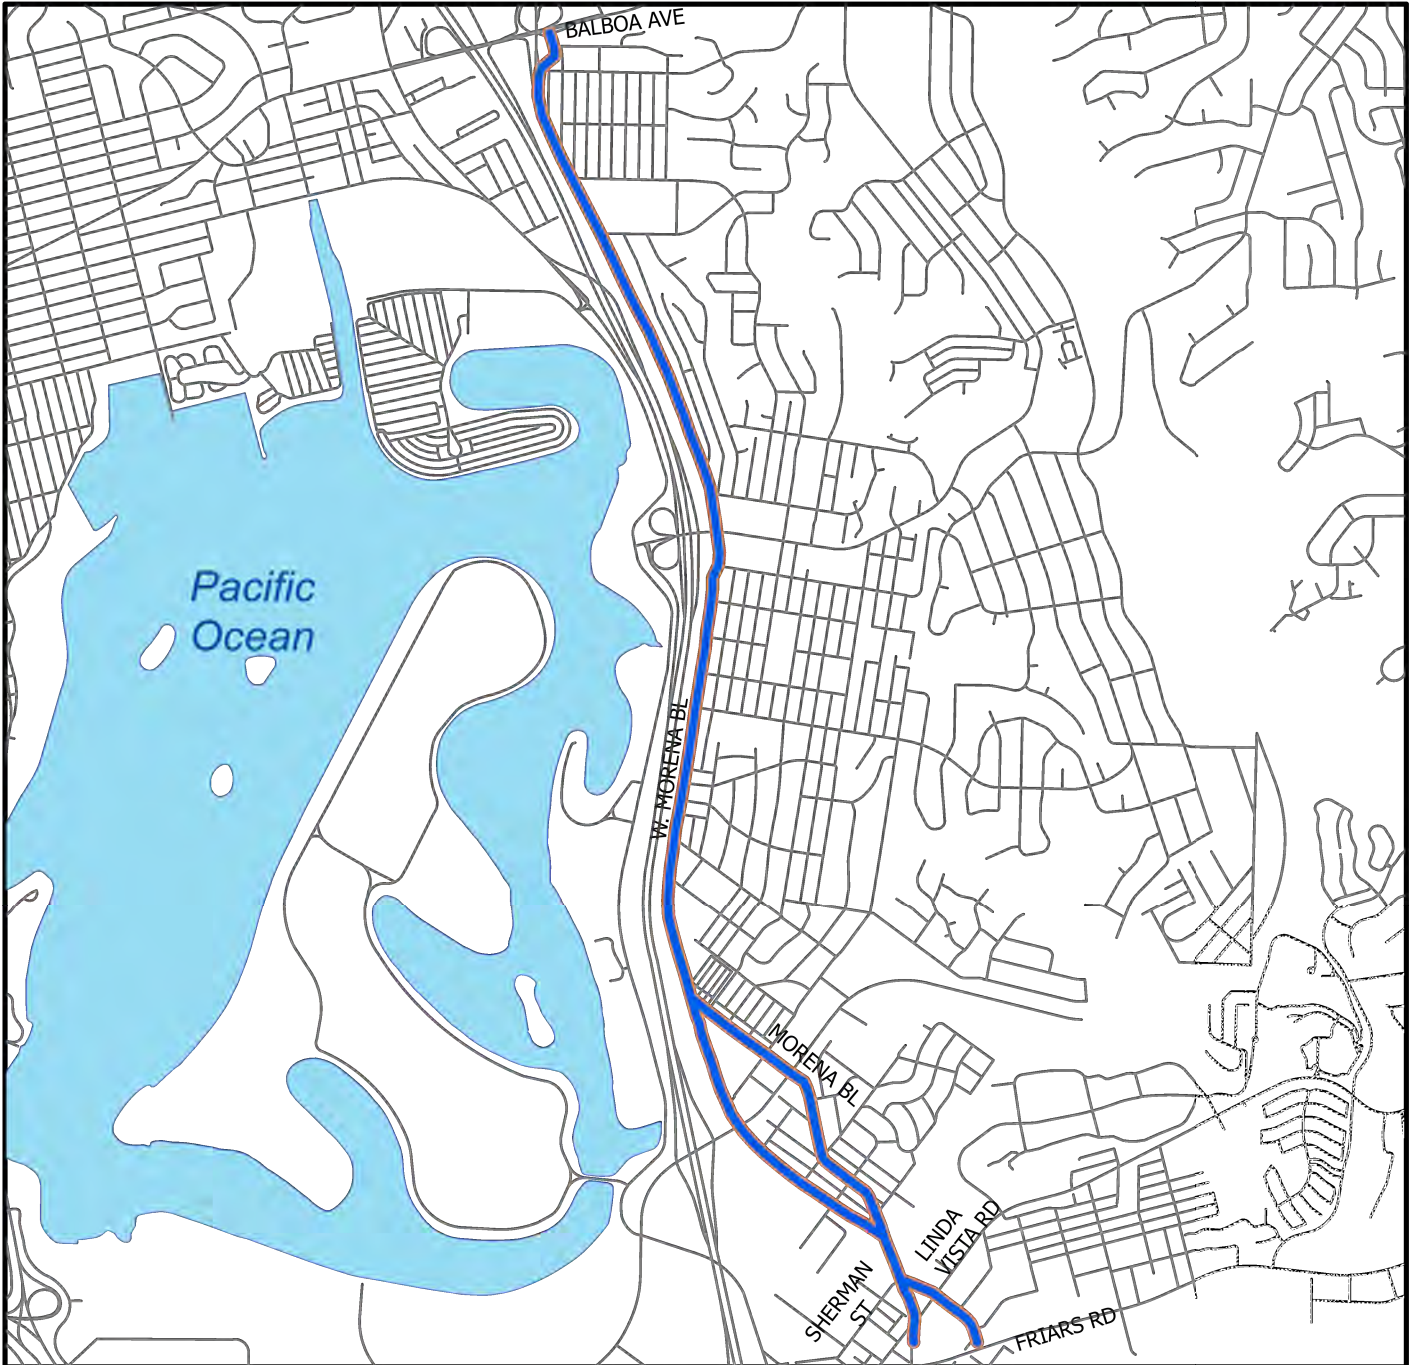 BALBOA AVE
Pacific
Ocean
W. MORENA BL
MORENA BL
LINDA
VISTA RD
SHERMAN
ST
FRIARS RD